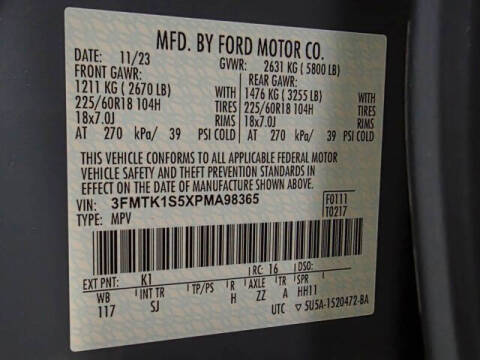 MFD. BY FORD MOTOR CO.
DATE: 11/23 GVWR: 2631 KG ( 5800 LB)
FRONT GAWR: REAR GAWR:
1211 KG ( 2670 LB) WITH 1476 KG ( 3255 LB) WITH
225/60R18 104H TIRES 225/60R18 104H TIRES
18x7.0J RIMS 18x7.0J RIMS
AT 270 kPa/ 39 PSI COLD AT 270 kPa/ 39 PSI COLD
THIS VEHICLE CONFORMS TO ALL APPLICABLE FEDERAL MOTOR
VEHICLE SAFETY AND THEFT PREVENTION STANDARDS IN
EFFECT ON THE DATE OF MANUFACTURE SHOWN ABOVE.
VIN: 3FMTK1S5XPMA98365 F0111
TYPE: MPV T0217
EXT PNT: K1 RC: 16 DSO:
WB INT TR TP/PS R AXLE TR SPR
117 SJ H ZZ A HH11
UTC ▽5U5A-1520472-BA